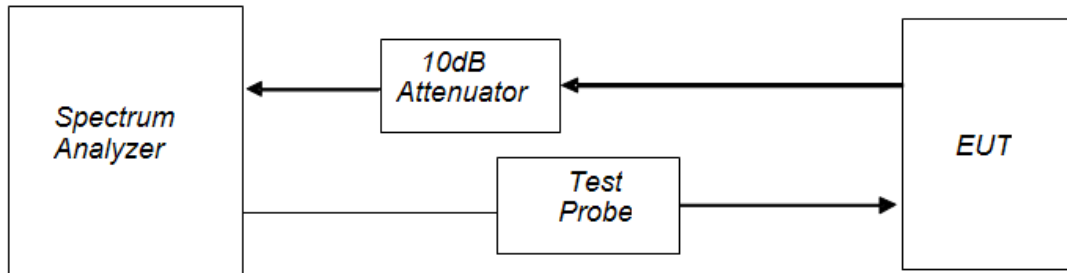 Spectrum
Analyzer
10dB
Attenuator
Test
Probe
EUT